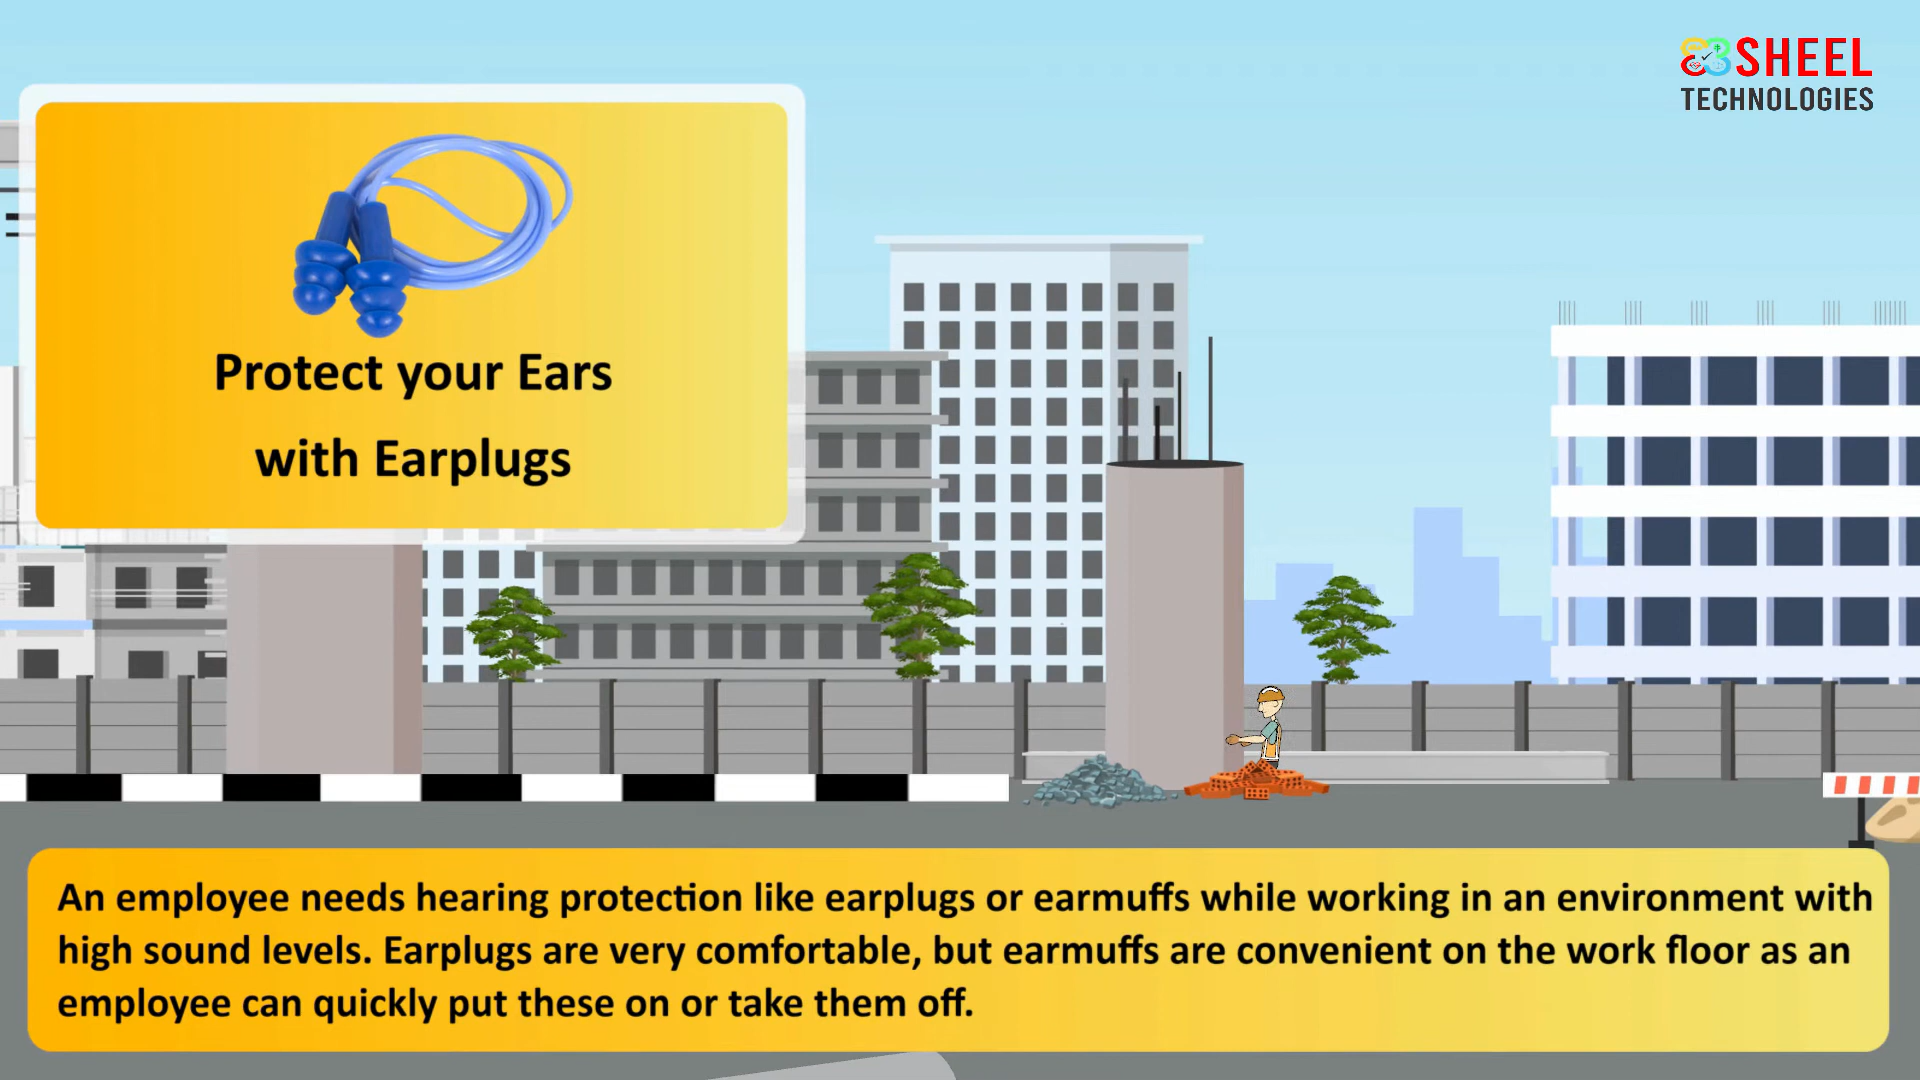 SHEEL
TECHNOLOGIES
Protect your Ears
with Earplugs
An employee needs hearing protection like earplugs or earmuffs while working in an environment with
high sound levels. Earplugs are very comfortable, but earmuffs are convenient on the work floor as an
employee can quickly put these on or take them off.